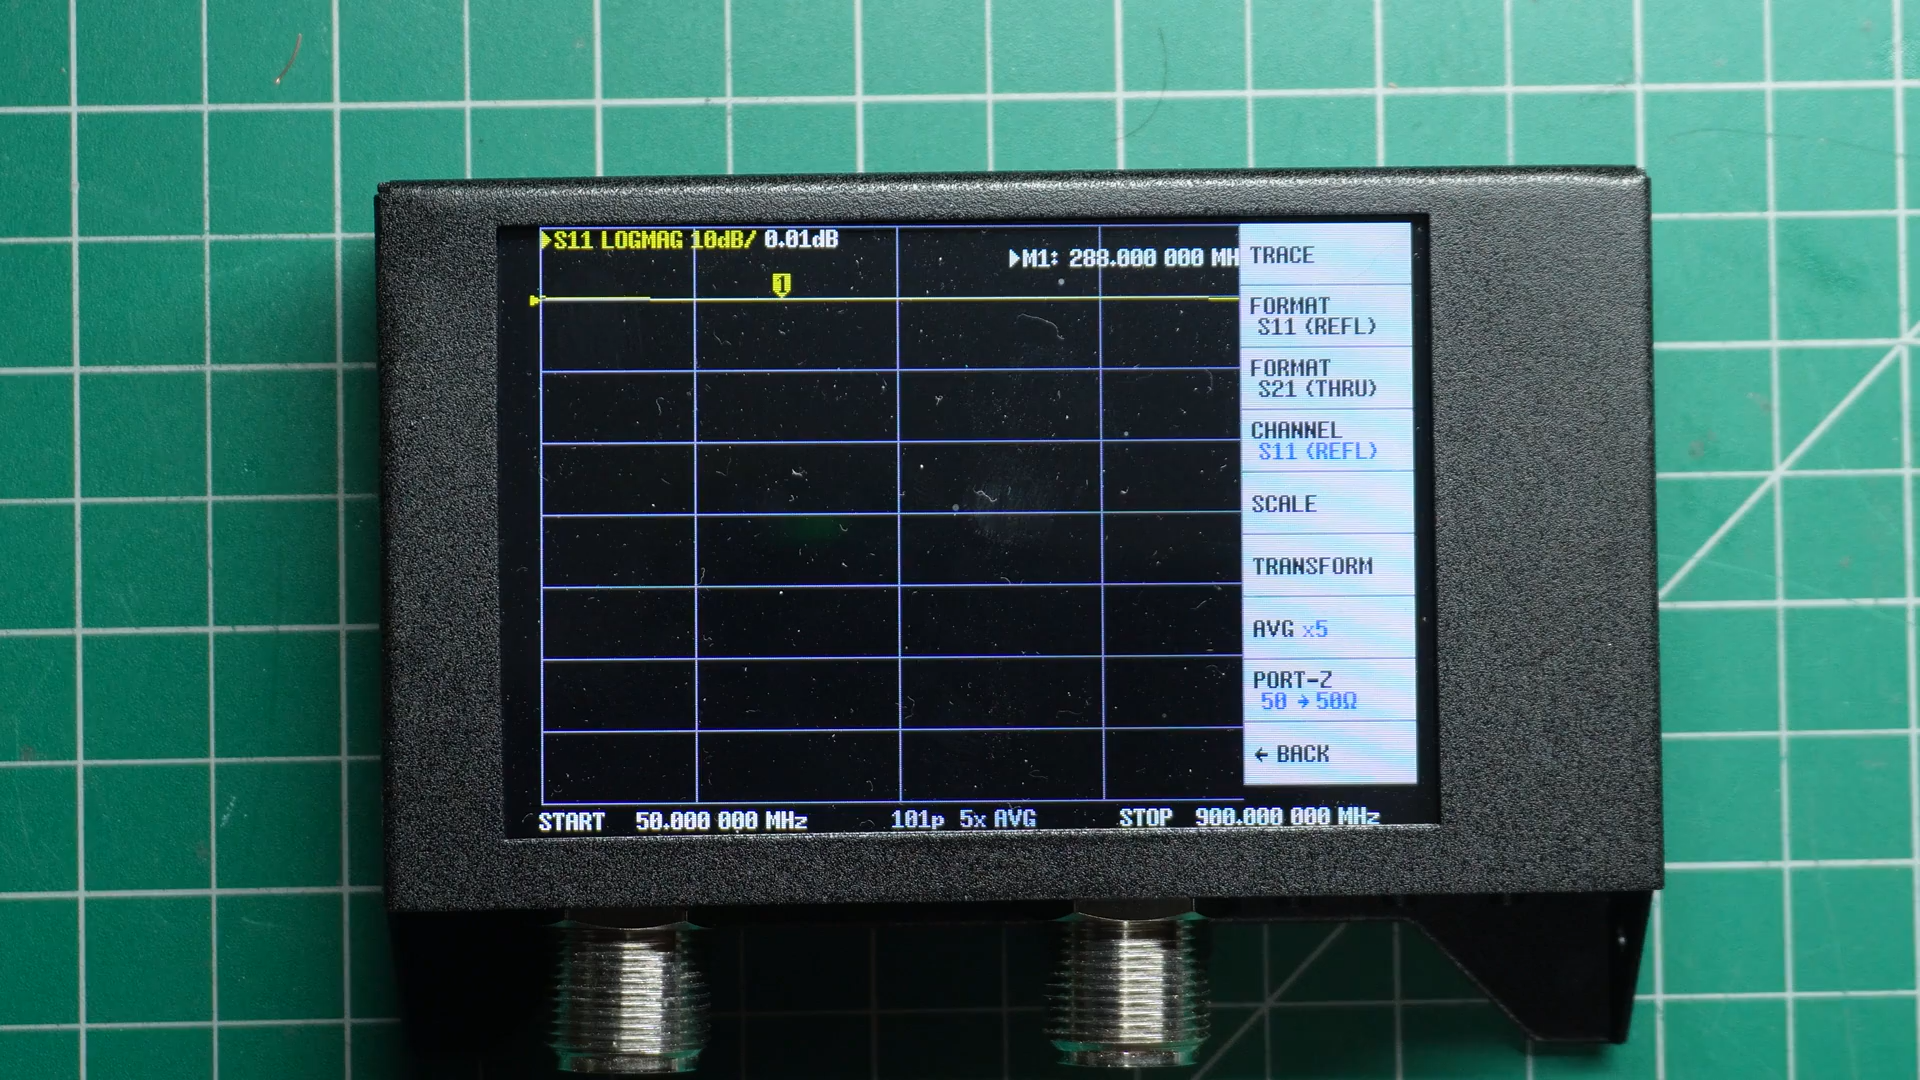 S11 LOGMAG 10dB/ 0.01dB
M1: 288.000 000 MH
1
TRACE
FORMAT
S11 (REFL)
FORMAT
S21 (THRU)
CHANNEL
S11 (REFL)
SCALE
TRANSFORM
AVG x5
PORT-Z
50 → 50Ω
← BACK
START 50.000 000 MHz 101p 5x AVG STOP 900.000 000 MHz